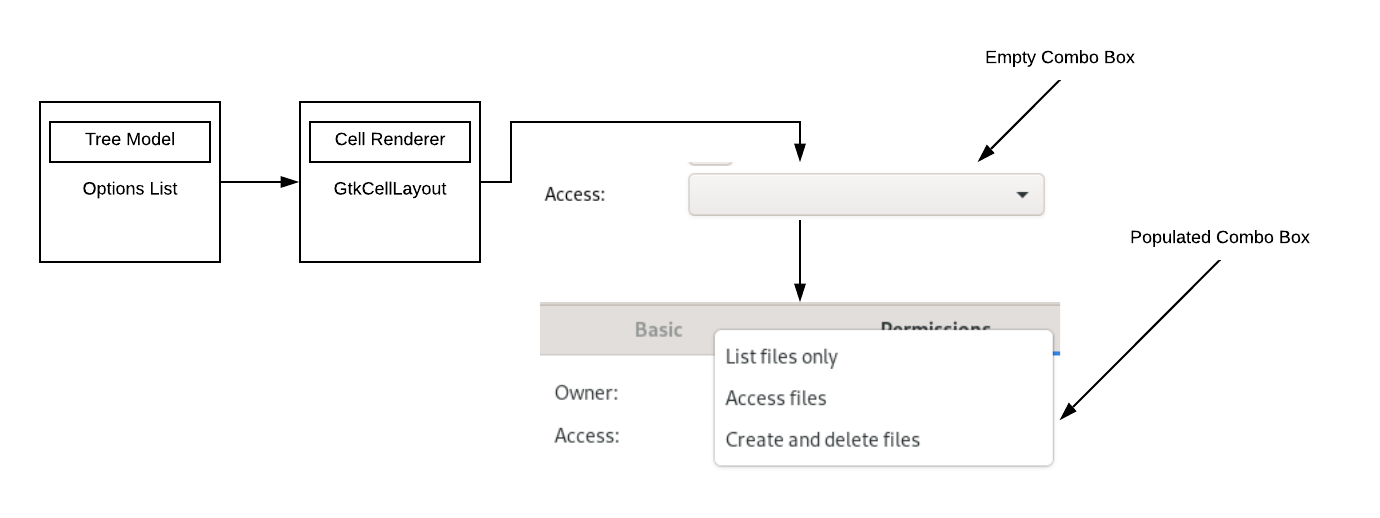 Empty Combo Box
Tree Model
Options List
Cell Renderer
GtkCellLayout
Access:
Populated Combo Box
Basic
Permissions
List files only
Owner:
Access files
Access:
Create and delete files